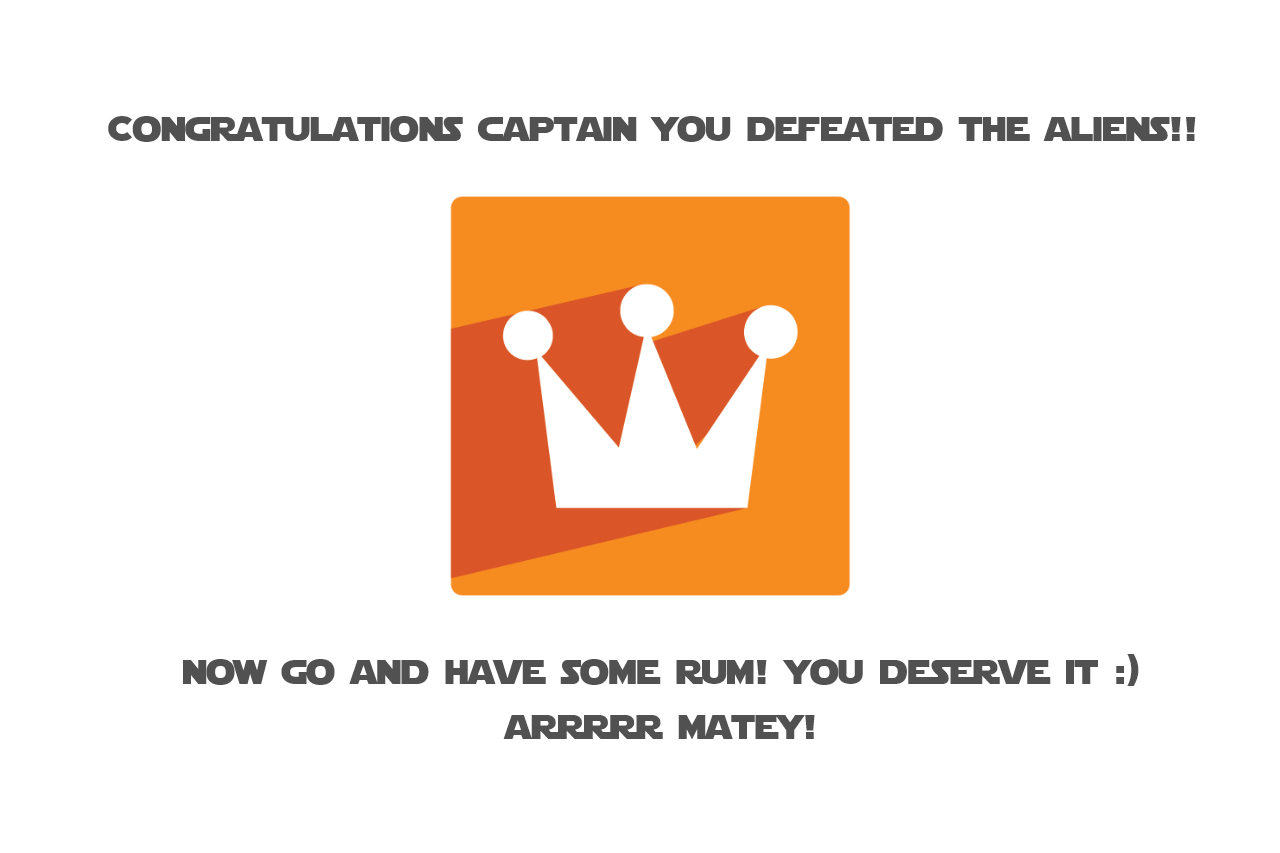 CONGRATULATIONS CAPTAIN YOU DEFEATED THE ALIENS!!
NOW GO AND HAVE SOME RUM! YOU DESERVE IT :)
ARRRRR MATEY!